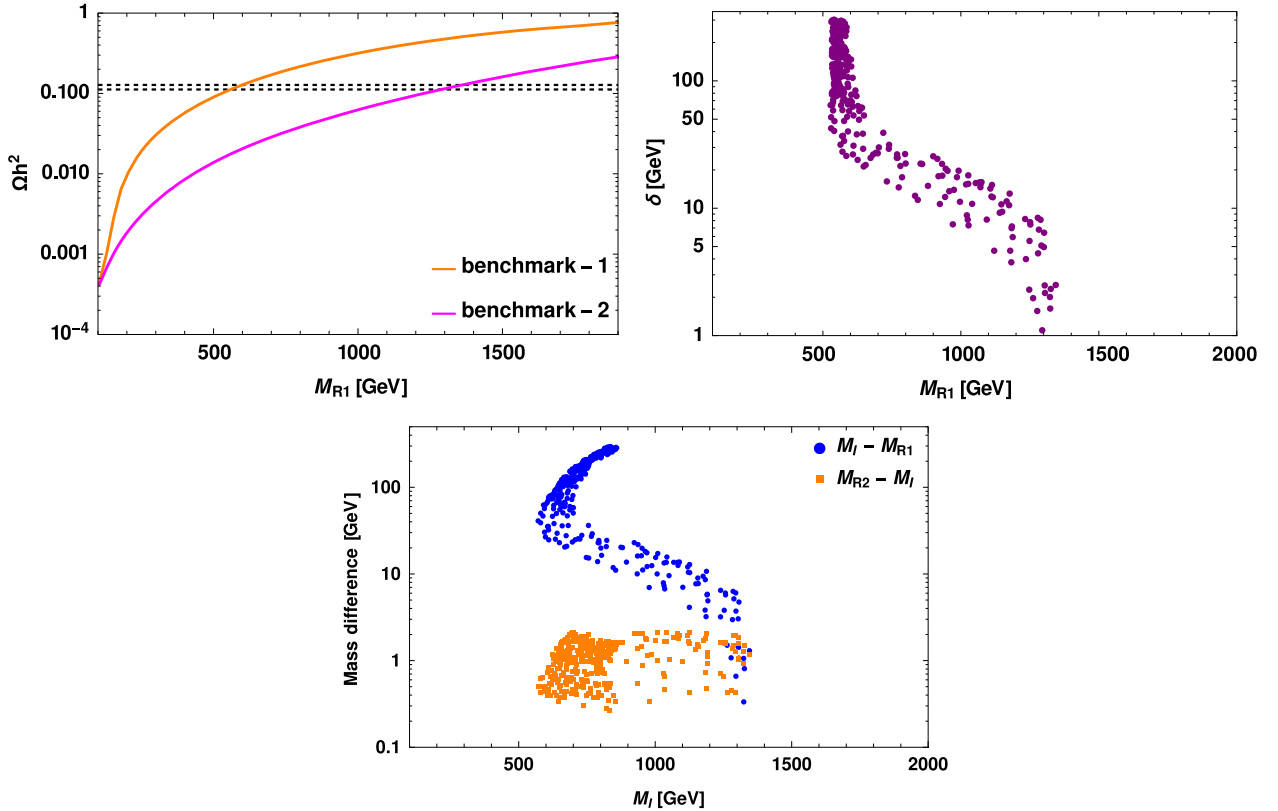 1
0.100
0.010
0.001
10⁻⁴
Ωh²
benchmark – 1
benchmark – 2
500
1000
1500
M_R1 [GeV]
100
50
10
5
1
δ [GeV]
500
1000
1500
2000
M_R1 [GeV]
M_I – M_R1
M_R2 – M_I
100
10
1
0.1
Mass difference [GeV]
500
1000
1500
2000
M_I [GeV]